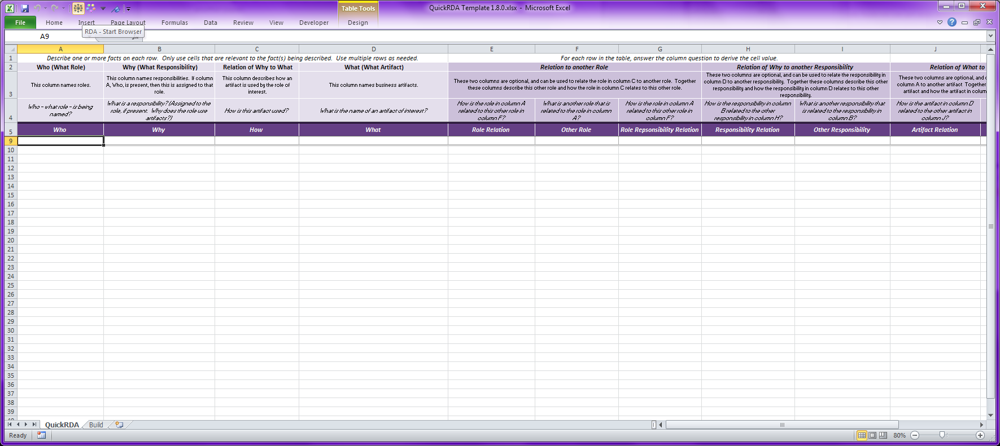 QuickRDA Template 1.8.0.xlsx - Microsoft Excel
Table Tools
File Home Insert Page Layout Formulas Data Review View Developer Design
RDA - Start Browser
A9
A B C D E F G H I J
1 Describe one or more facts on each row. Only use cells that are relevant to the fact(s) being described. Use multiple rows as needed. For each row in the table, answer the column question to derive the cell value.
2 Who (What Role) Why (What Responsibility) Relation of Why to What What (What Artifact) Relation to another Role Relation of Why to another Responsibility Relation of What to
3
This column names roles.
This column names responsibilities. If column
A, Who, is present, then this is assigned to that
role.
This column describes how an
artifact is used by the role of
interest.
This column names business artifacts.
These two columns are optional, and can be used to relate the role in column C to another role. Together
these columns describe this other role and how the role in column C relates to this other role.
These two columns are optional, and can be used to relate the responsibility in
column D to another responsibility. Together these columns describe this other
responsibility and how the responsibility in column D relates to this other
responsibility.
These two columns are optional, and c
column A to another artifact Together
artifact and how the artifact in colum
4
Who - what role - is being
named?
What is a responsibility? (Assigned to the
role, if present. Why does the role use
artifacts?)
How is this artifact used?
What is the name of an artifact of interest?
How is the role in column A
related to this other role in
column F?
What is another role that is
related to the role in column
A?
How is the role in column A
related to this other role in
column F?
How is the responsibility in column
B related to the other
responsibility in column H?
What is another responsibility that
is related to the responsibility in
column B?
How is the artifact in column D
related to the other artifact in
column J?
5 Who Why How What Role Relation Other Role Role Repsonsibility Relation Responsibility Relation Other Responsibility Artifact Relation
9
10
11
12
13
14
15
16
17
18
19
20
21
22
23
24
25
26
27
28
29
30
31
32
33
34
35
36
37
38
39
QuickRDA Build
Ready 80%